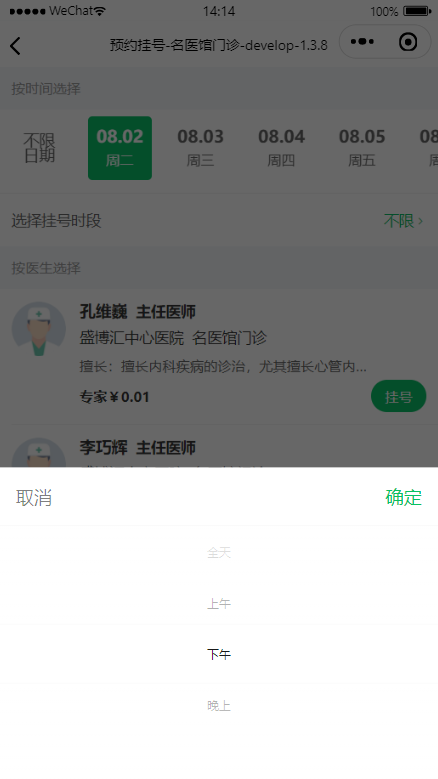 WeChat 14:14 100%
预约挂号-名医馆门诊-develop-1.3.8
按时间选择
不限日期
08.02 08.03 08.04 08.05 08
周二 周三 周四 周五
选择挂号时段 不限 >
按医生选择
孔维巍 主任医师
盛博汇中心医院 名医馆门诊
擅长：擅长内科疾病的诊治，尤其擅长心管内...
专家￥0.01 挂号
李巧辉 主任医师
取消 确定
全天
上午
下午
晚上